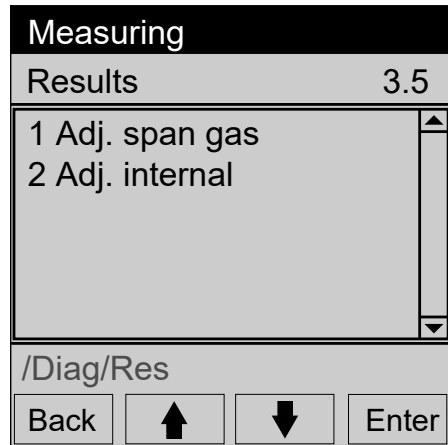 Measuring
Results 3.5
1 Adj. span gas
2 Adj. internal
/Diag/Res
Back Enter